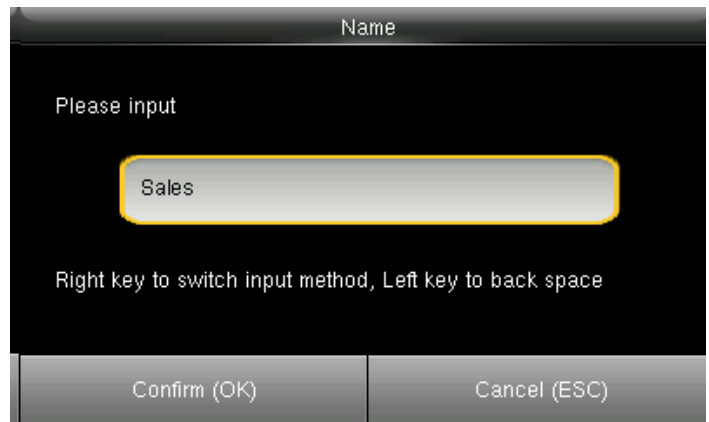 Name
Please input
Sales
Right key to switch input method, Left key to back space
Confirm (OK)
Cancel (ESC)